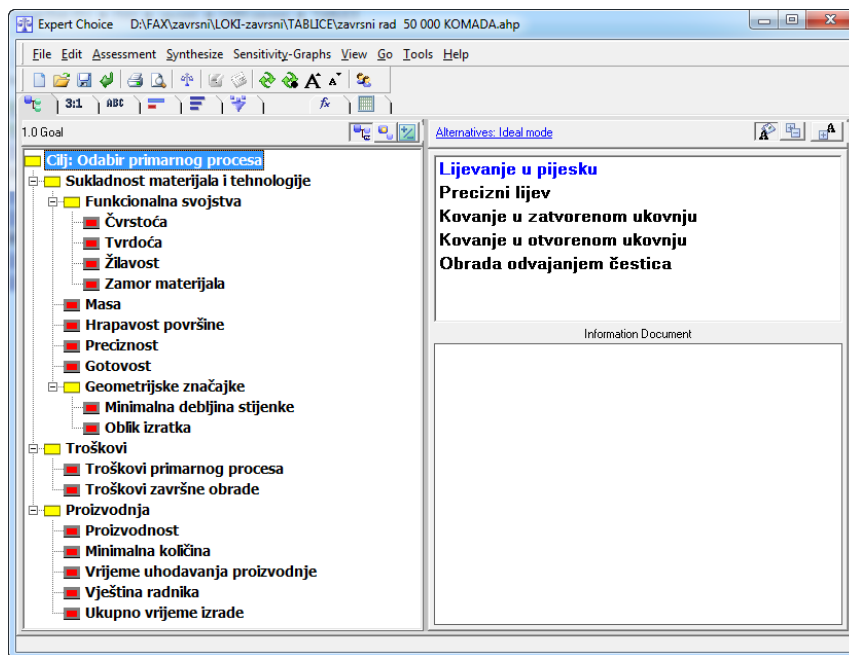 Expert Choice D:\FAX\zavrsni\LOKI-zavrsni\TABLICE\zavrsni rad 50 000 KOMADA.ahp
File Edit Assessment Synthesize Sensitivity-Graphs View Go Tools Help
3:1 ABC fx
1.0 Goal
Cilj: Odabir primarnog procesa
Sukladnost materijala i tehnologije
Funkcionalna svojstva
Čvrstoća
Tvrdoća
Žilavost
Zamor materijala
Masa
Hrapavost površine
Preciznost
Gotovost
Geometrijske značajke
Minimalna debljina stijenke
Oblik izratka
Troškovi
Troškovi primarnog procesa
Troškovi završne obrade
Proizvodnja
Proizvodnost
Minimalna količina
Vrijeme uhodavanja proizvodnje
Vještina radnika
Ukupno vrijeme izrade
Alternatives: Ideal mode
Lijevanje u pijesku
Precizni lijev
Kovanje u zatvorenom ukovnju
Kovanje u otvorenom ukovnju
Obrada odvajanjem čestica
Information Document